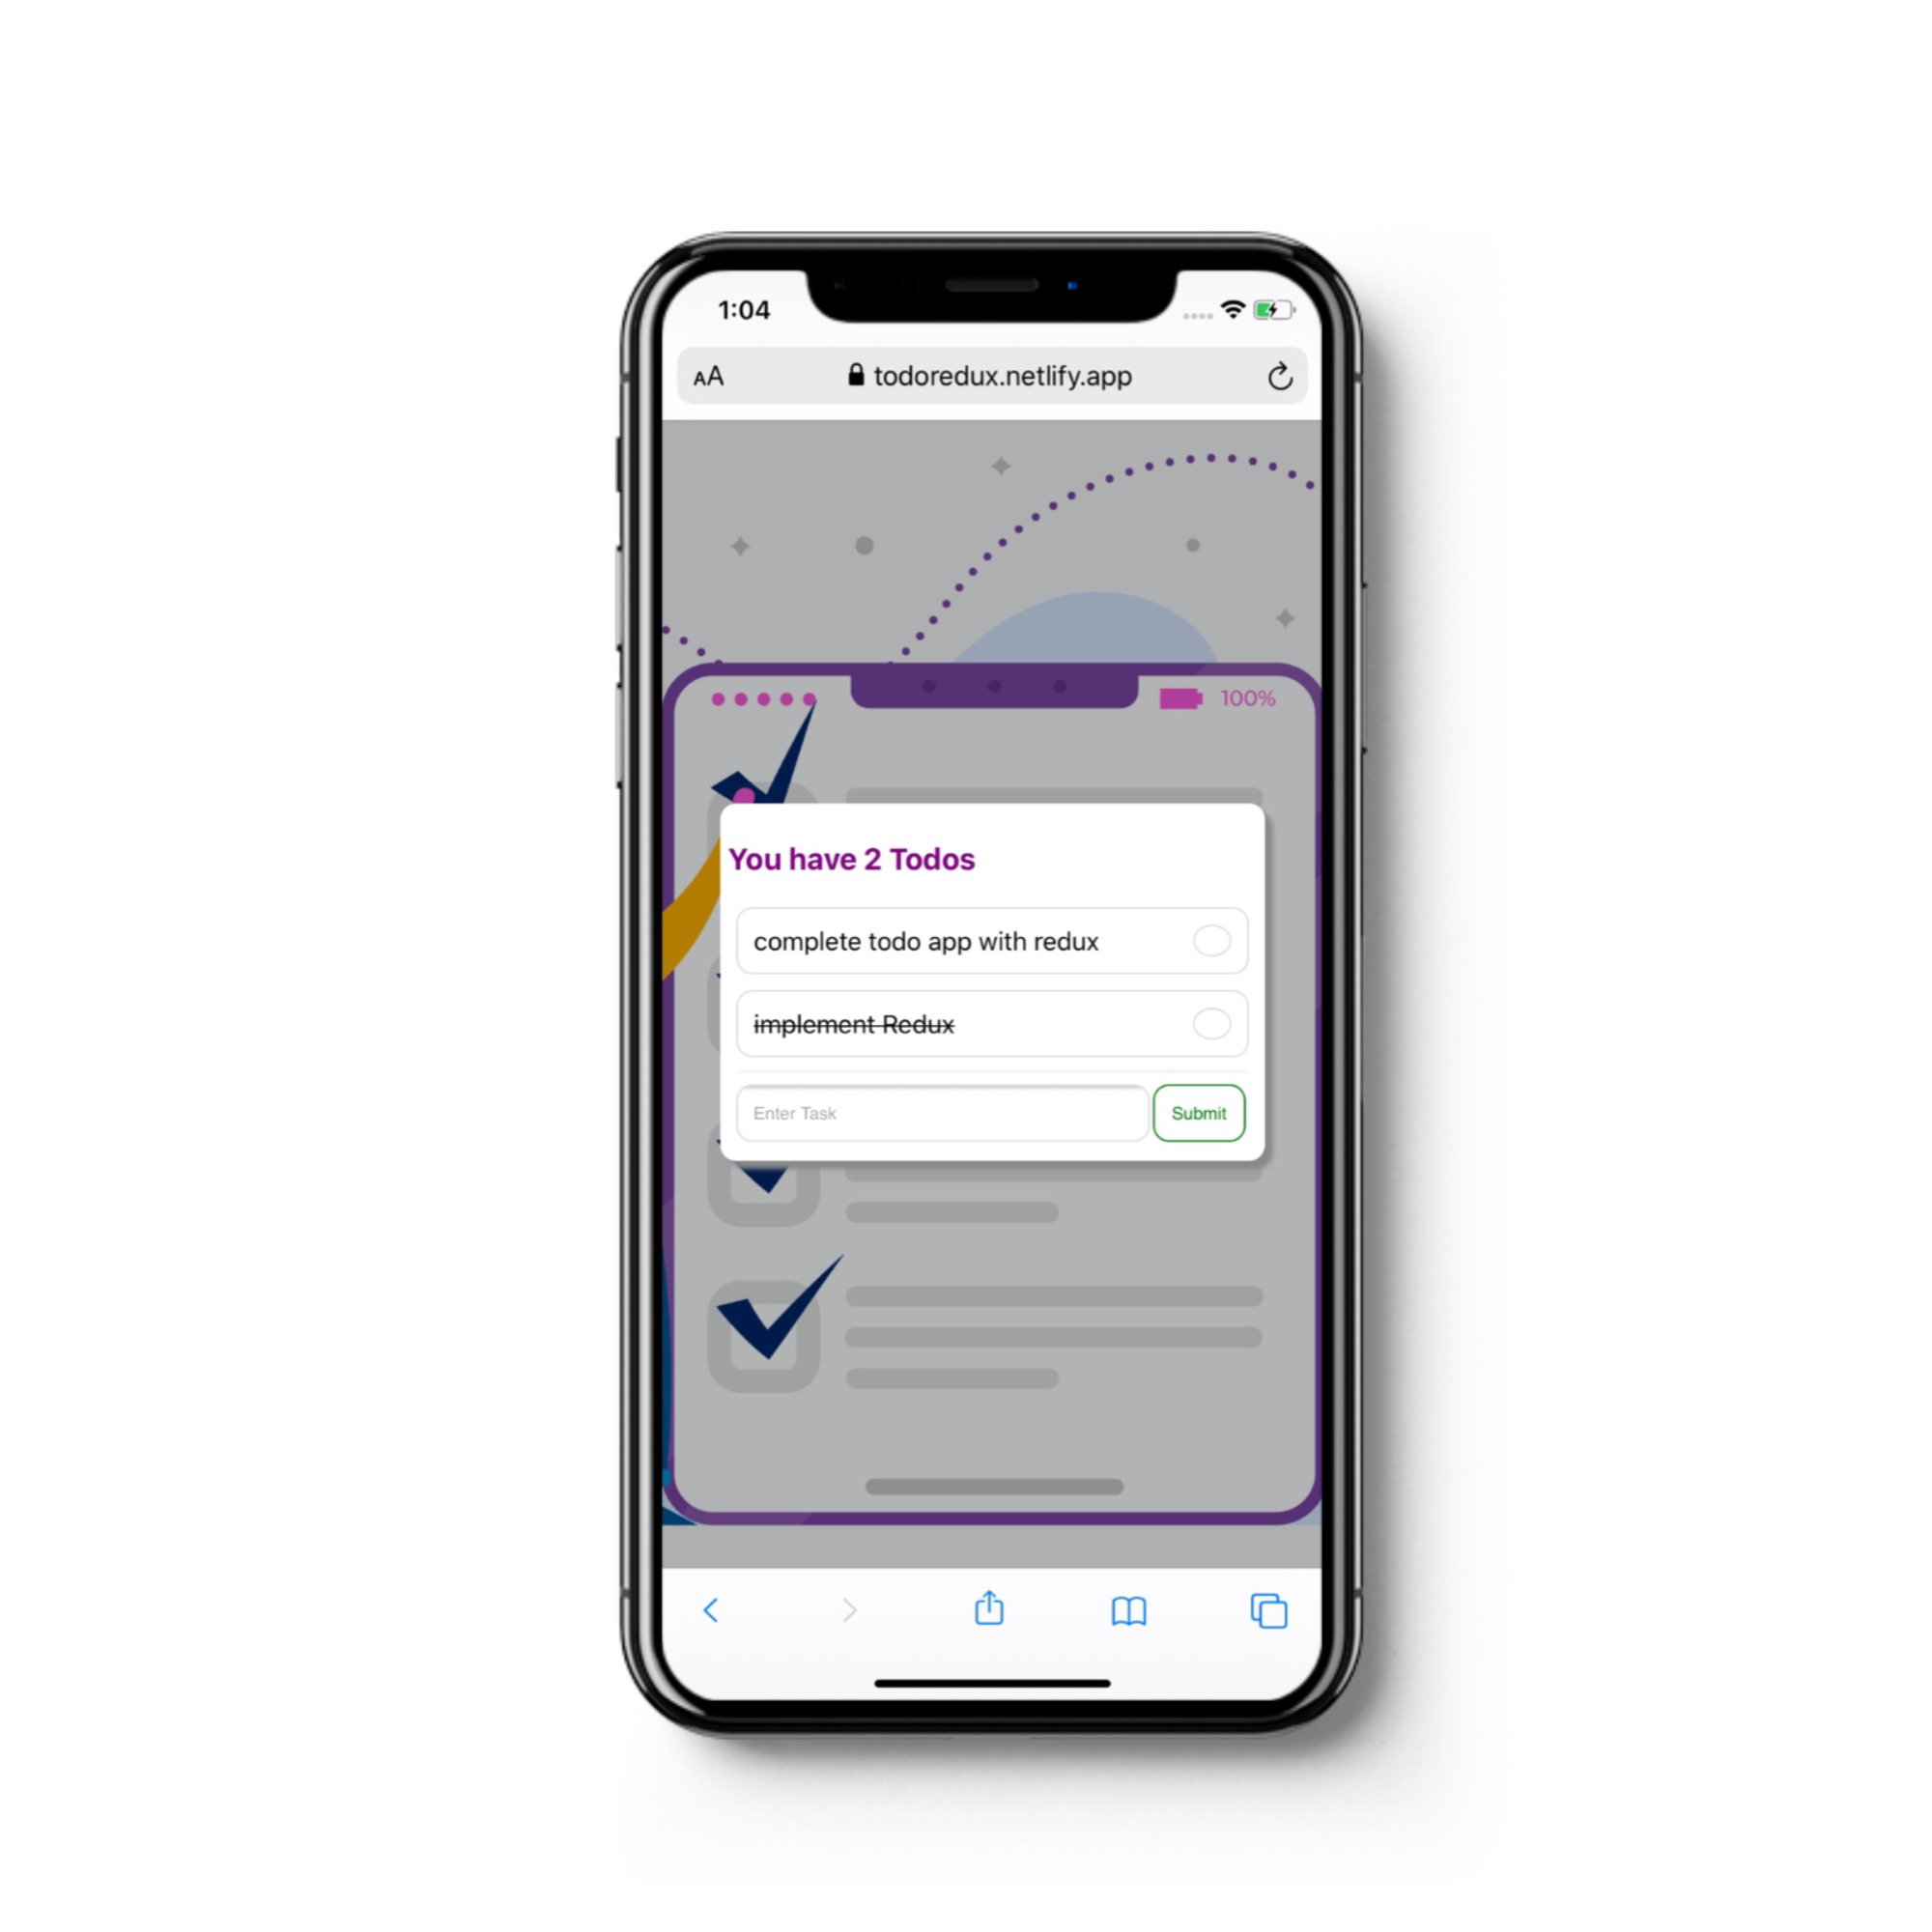 1:04
AA todoredux.netlify.app
100%
You have 2 Todos
complete todo app with redux
implement Redux
Enter Task Submit